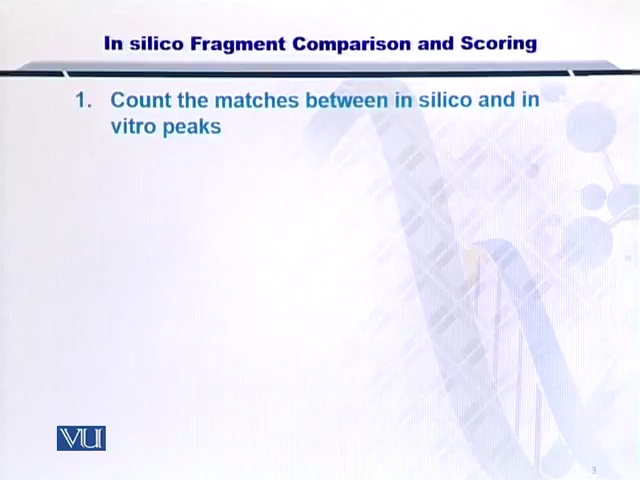 In silico Fragment Comparison and Scoring
1. Count the matches between in silico and in
vitro peaks
VU
3